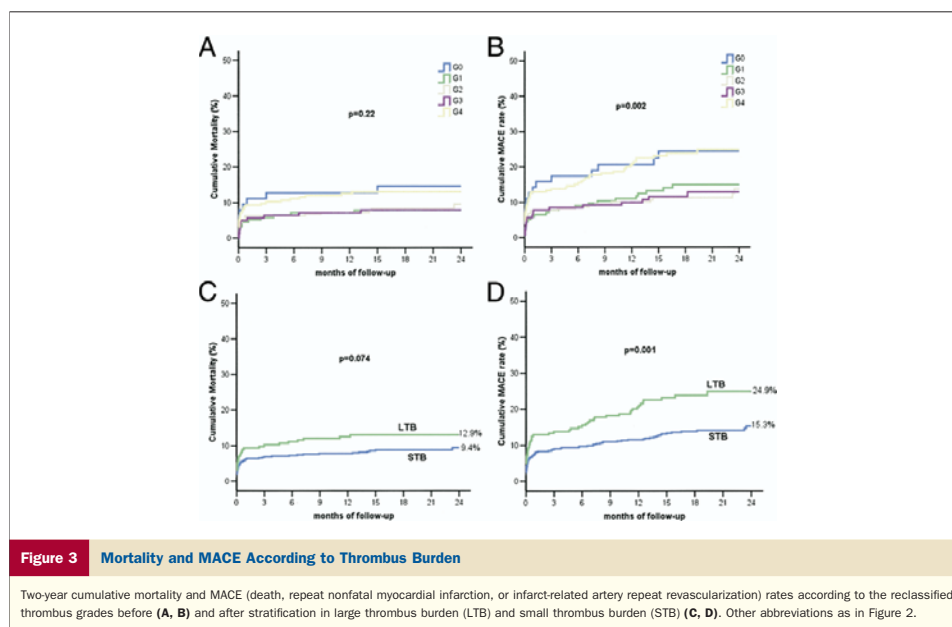 A
50
40
30
20
10
0
Cumulative Mortality (%)
G0
G1
G2
G3
G4
p=0.22
0 3 6 9 12 15 18 21 24
months of follow-up
B
50
40
30
20
10
0
Cumulative MACE rate (%)
G0
G1
G2
G3
G4
p=0.002
0 3 6 9 12 15 18 21 24
months of follow-up
C
50
40
30
20
10
0
Cumulative Mortality (%)
p=0.074
LTB
12.9%
9.4%
STB
0 3 6 9 12 15 18 21 24
months of follow-up
D
50
40
30
20
10
0
Cumulative MACE rate (%)
p=0.001
LTB
24.9%
15.3%
STB
0 3 6 9 12 15 18 21 24
months of follow-up
Figure 3 Mortality and MACE According to Thrombus Burden
Two-year cumulative mortality and MACE (death, repeat nonfatal myocardial infarction, or infarct-related artery repeat revascularization) rates according to the reclassified
thrombus grades before (A, B) and after stratification in large thrombus burden (LTB) and small thrombus burden (STB) (C, D). Other abbreviations as in Figure 2.